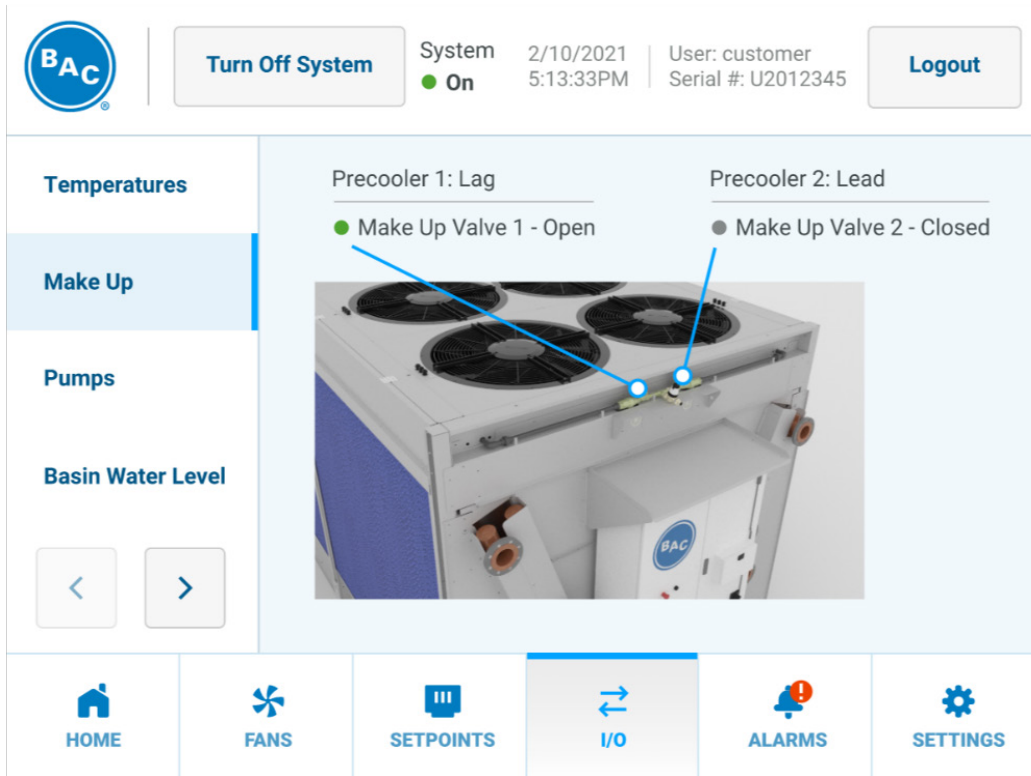 BAC
®
Turn Off System
System
On
2/10/2021
5:13:33PM
User: customer
Serial #: U2012345
Logout
Temperatures
Make Up
Pumps
Basin Water Level
Precooler 1: Lag
Make Up Valve 1 - Open
Precooler 2: Lead
Make Up Valve 2 - Closed
BAC
HOME
FANS
SETPOINTS
I/O
ALARMS
SETTINGS